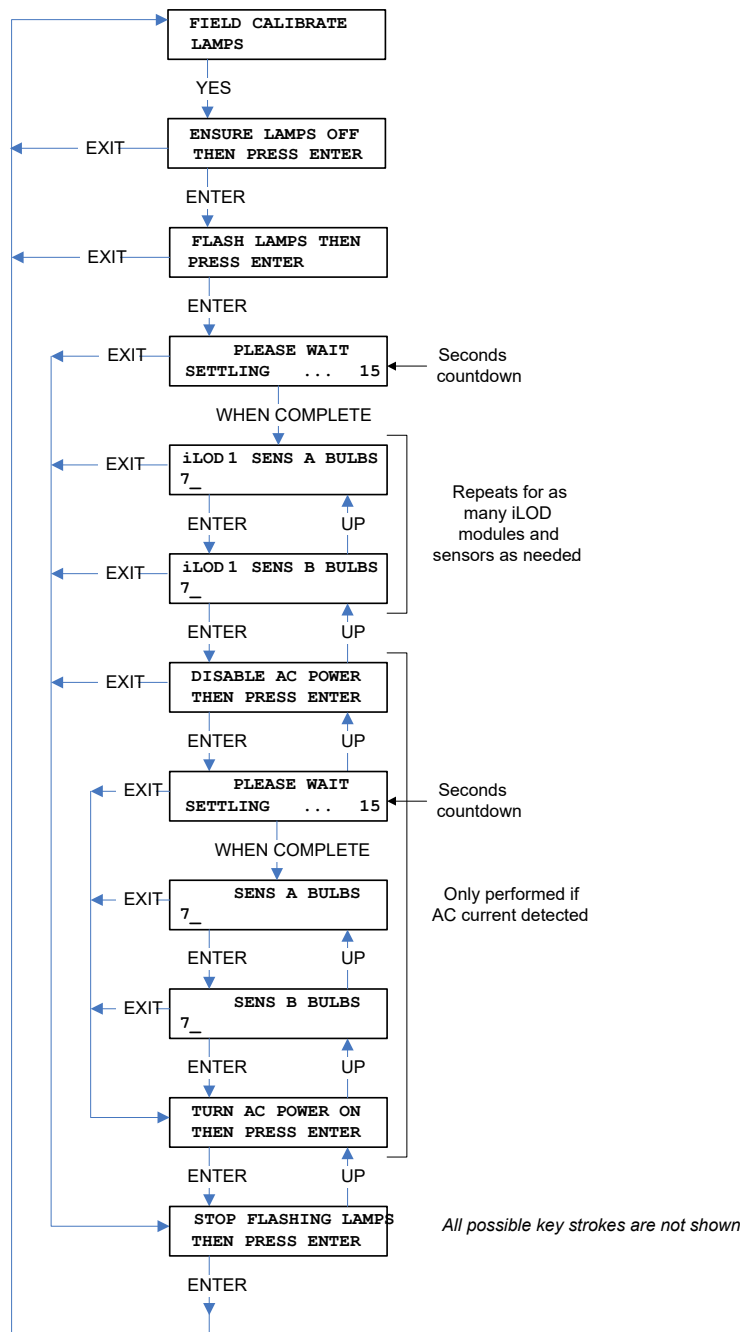 FIELD CALIBRATE
LAMPS
YES
ENSURE LAMPS OFF
THEN PRESS ENTER
EXIT
ENTER
FLASH LAMPS THEN
PRESS ENTER
EXIT
ENTER
PLEASE WAIT
SETTLING ... 15
EXIT
Seconds
countdown
WHEN COMPLETE
iLOD 1 SENS A BULBS
7_
EXIT
ENTER
UP
Repeats for as
many iLOD
modules and
sensors as needed
iLOD 1 SENS B BULBS
7_
EXIT
ENTER
UP
DISABLE AC POWER
THEN PRESS ENTER
EXIT
ENTER
UP
PLEASE WAIT
SETTLING ... 15
EXIT
Seconds
countdown
WHEN COMPLETE
SENS A BULBS
7_
EXIT
Only performed if
AC current detected
ENTER
UP
SENS B BULBS
7_
EXIT
ENTER
UP
TURN AC POWER ON
THEN PRESS ENTER
ENTER
UP
STOP FLASHING LAMPS
THEN PRESS ENTER
All possible key strokes are not shown
ENTER